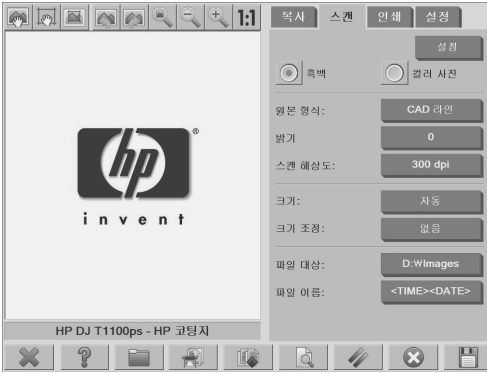 1:1
복사 스캔 인쇄 설정
설정
흑백 컬러 사진
원본 형식: CAD 라인
밝기 0
스캔 해상도: 300 dpi
크기: 자동
크기 조정: 없음
파일 대상: D:₩Images
파일 이름: <TIME><DATE>
hp®
invent
HP DJ T1100ps - HP 코팅지